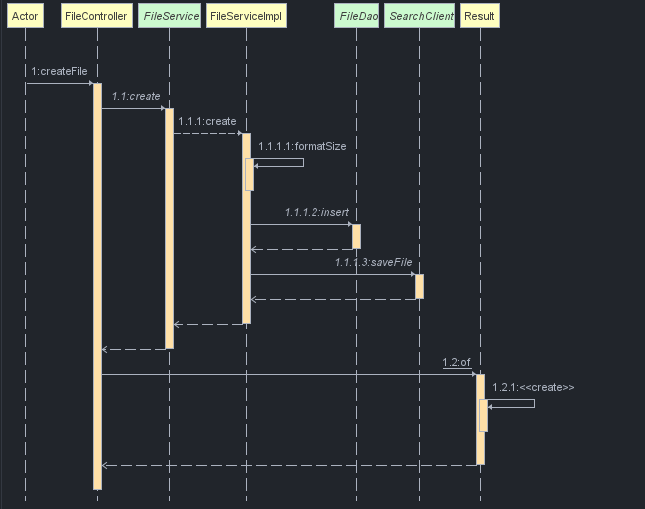 Actor
FileController
FileService
FileServiceImpl
FileDao
SearchClient
Result
1:createFile
1.1:create
1.1.1:create
1.1.1.1:formatSize
1.1.1.2:insert
1.1.1.3:saveFile
1.2:of
1.2.1:<<create>>